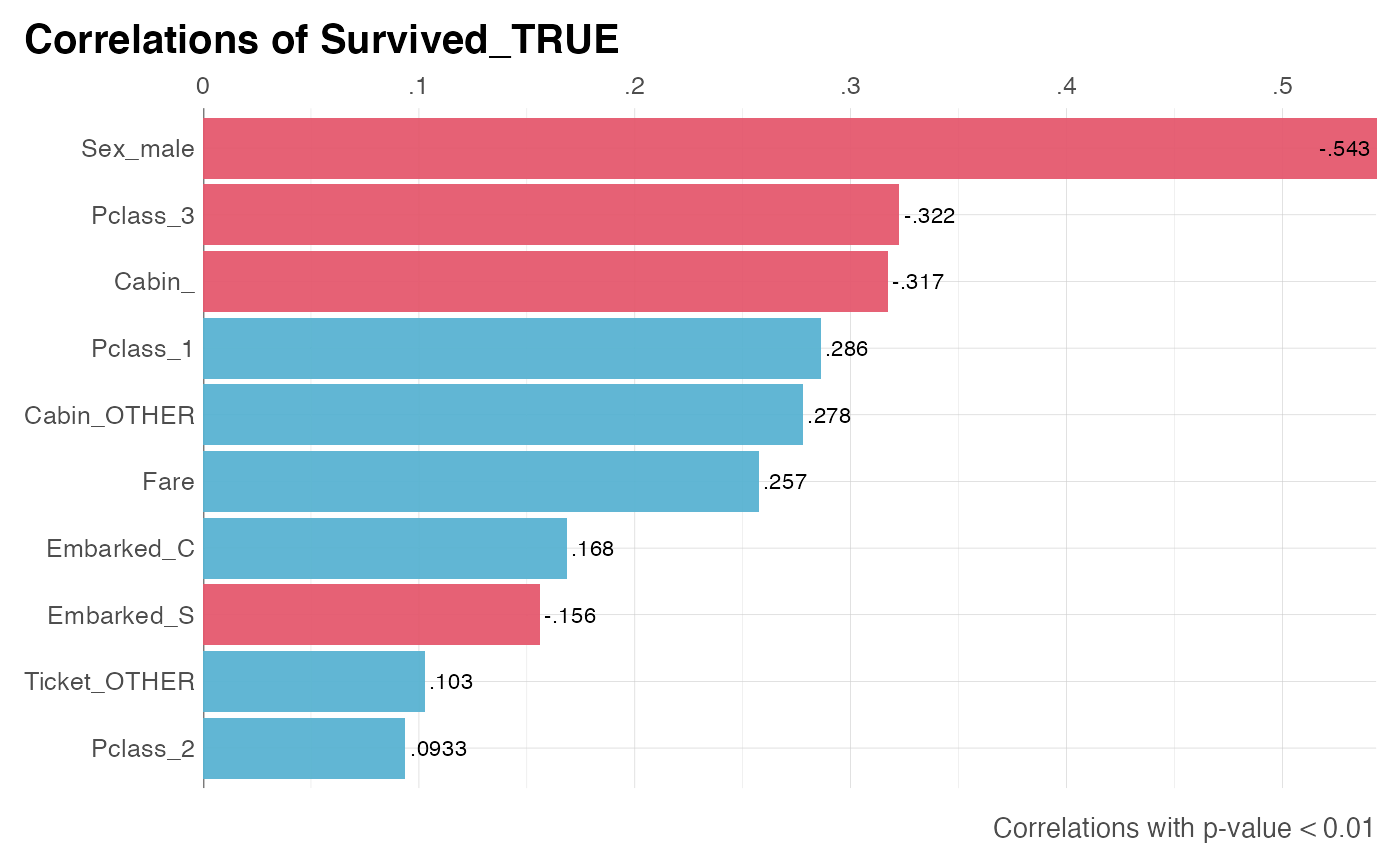 Correlations of Survived_TRUE
0 .1 .2 .3 .4 .5
Sex_male -.543
Pclass_3 -.322
Cabin_ -.317
Pclass_1 .286
Cabin_OTHER .278
Fare .257
Embarked_C .168
Embarked_S -.156
Ticket_OTHER .103
Pclass_2 .0933
Correlations with p-value < 0.01